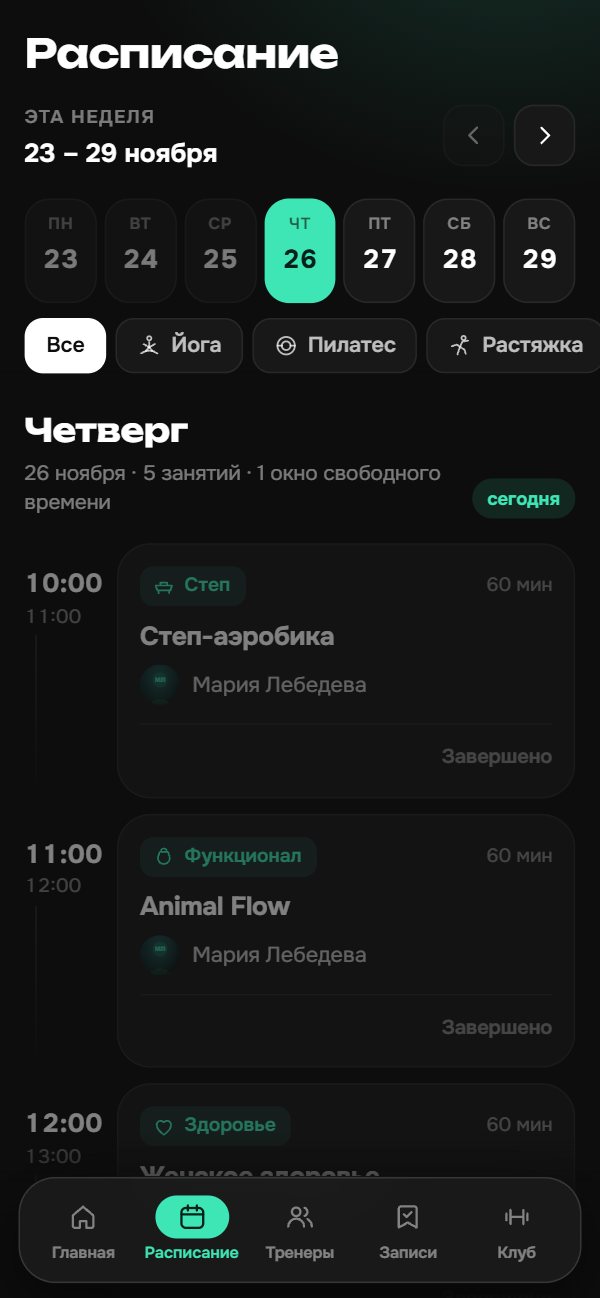 Расписание
ЭТА НЕДЕЛЯ
23 – 29 ноября
ПН ВТ СР ЧТ ПТ СБ ВС
23 24 25 26 27 28 29
Все Йога Пилатес Растяжка
Четверг
26 ноября · 5 занятий · 1 окно свободного
времени
сегодня
10:00
11:00
Степ 60 мин
Степ-аэробика
Мария Лебедева
Завершено
11:00
12:00
Функционал 60 мин
Animal Flow
Мария Лебедева
Завершено
12:00
13:00
Здоровье 60 мин
Женское здоровье
Главная Расписание Тренеры Записи Клуб